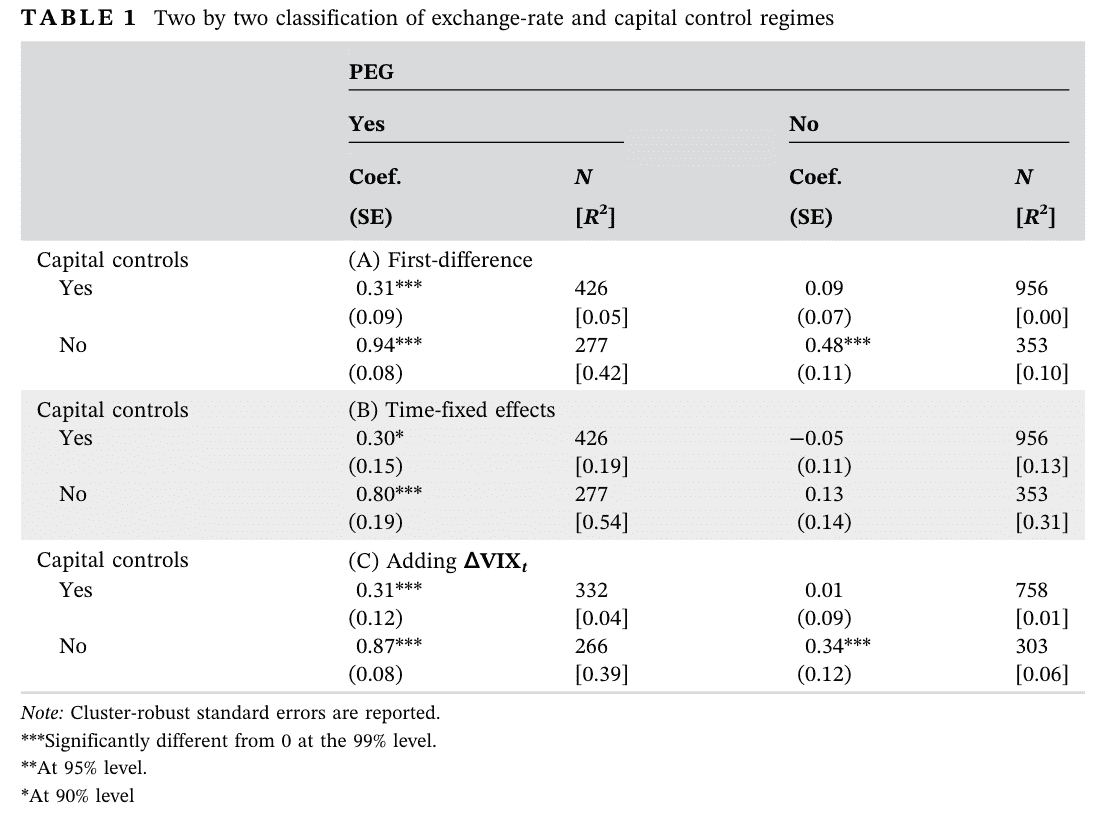 TABLE 1 Two by two classification of exchange-rate and capital control regimes
PEG
Yes No
Coef. N Coef. N
(SE) [R²] (SE) [R²]
Capital controls (A) First-difference
Yes 0.31*** 426 0.09 956
(0.09) [0.05] (0.07) [0.00]
No 0.94*** 277 0.48*** 353
(0.08) [0.42] (0.11) [0.10]
Capital controls (B) Time-fixed effects
Yes 0.30* 426 −0.05 956
(0.15) [0.19] (0.11) [0.13]
No 0.80*** 277 0.13 353
(0.19) [0.54] (0.14) [0.31]
Capital controls (C) Adding ΔVIXₜ
Yes 0.31*** 332 0.01 758
(0.12) [0.04] (0.09) [0.01]
No 0.87*** 266 0.34*** 303
(0.08) [0.39] (0.12) [0.06]
Note: Cluster-robust standard errors are reported.
***Significantly different from 0 at the 99% level.
**At 95% level.
*At 90% level